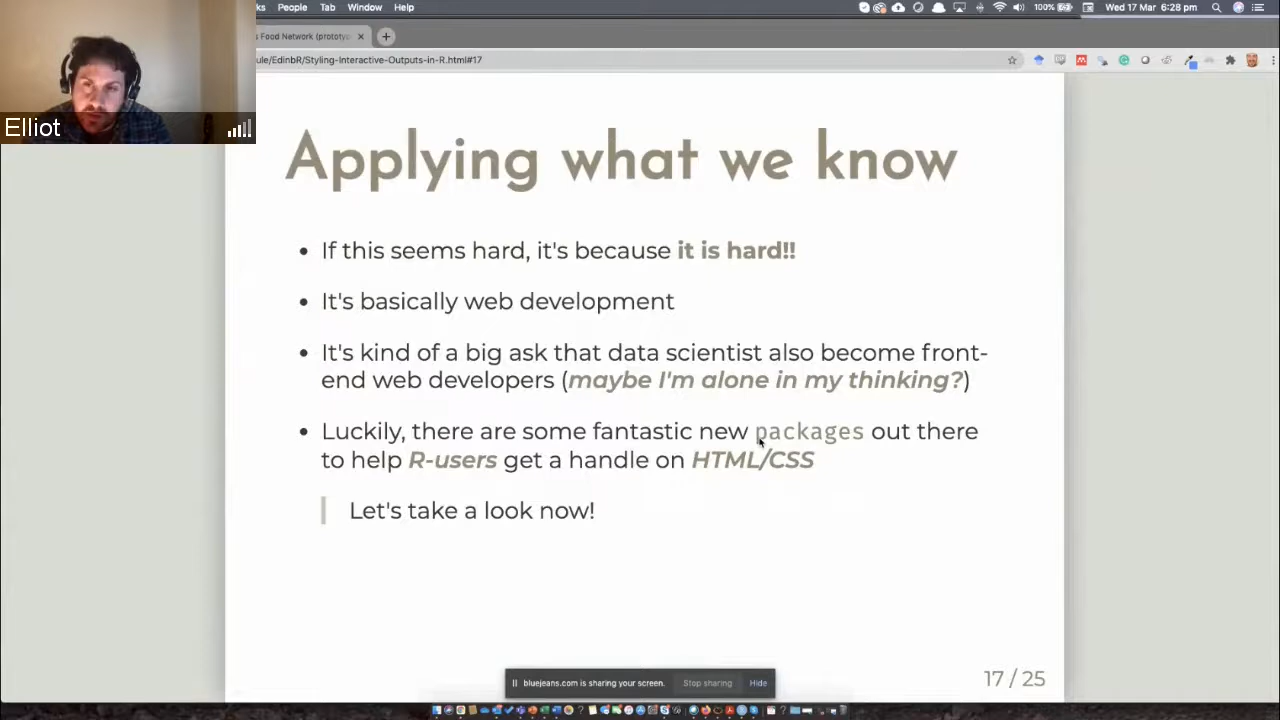 ks People Tab Window Help
100% Wed 17 Mar 6:28 pm
s Food Network (prototyp
ule/EdinbR/Styling-Interactive-Outputs-in-R.html#17
Elliot
Applying what we know
If this seems hard, it's because it is hard!!
It's basically web development
It's kind of a big ask that data scientist also become front-
end web developers (maybe I'm alone in my thinking?)
Luckily, there are some fantastic new packages out there
to help R-users get a handle on HTML/CSS
Let's take a look now!
bluejeans.com is sharing your screen. Stop sharing Hide
17 / 25